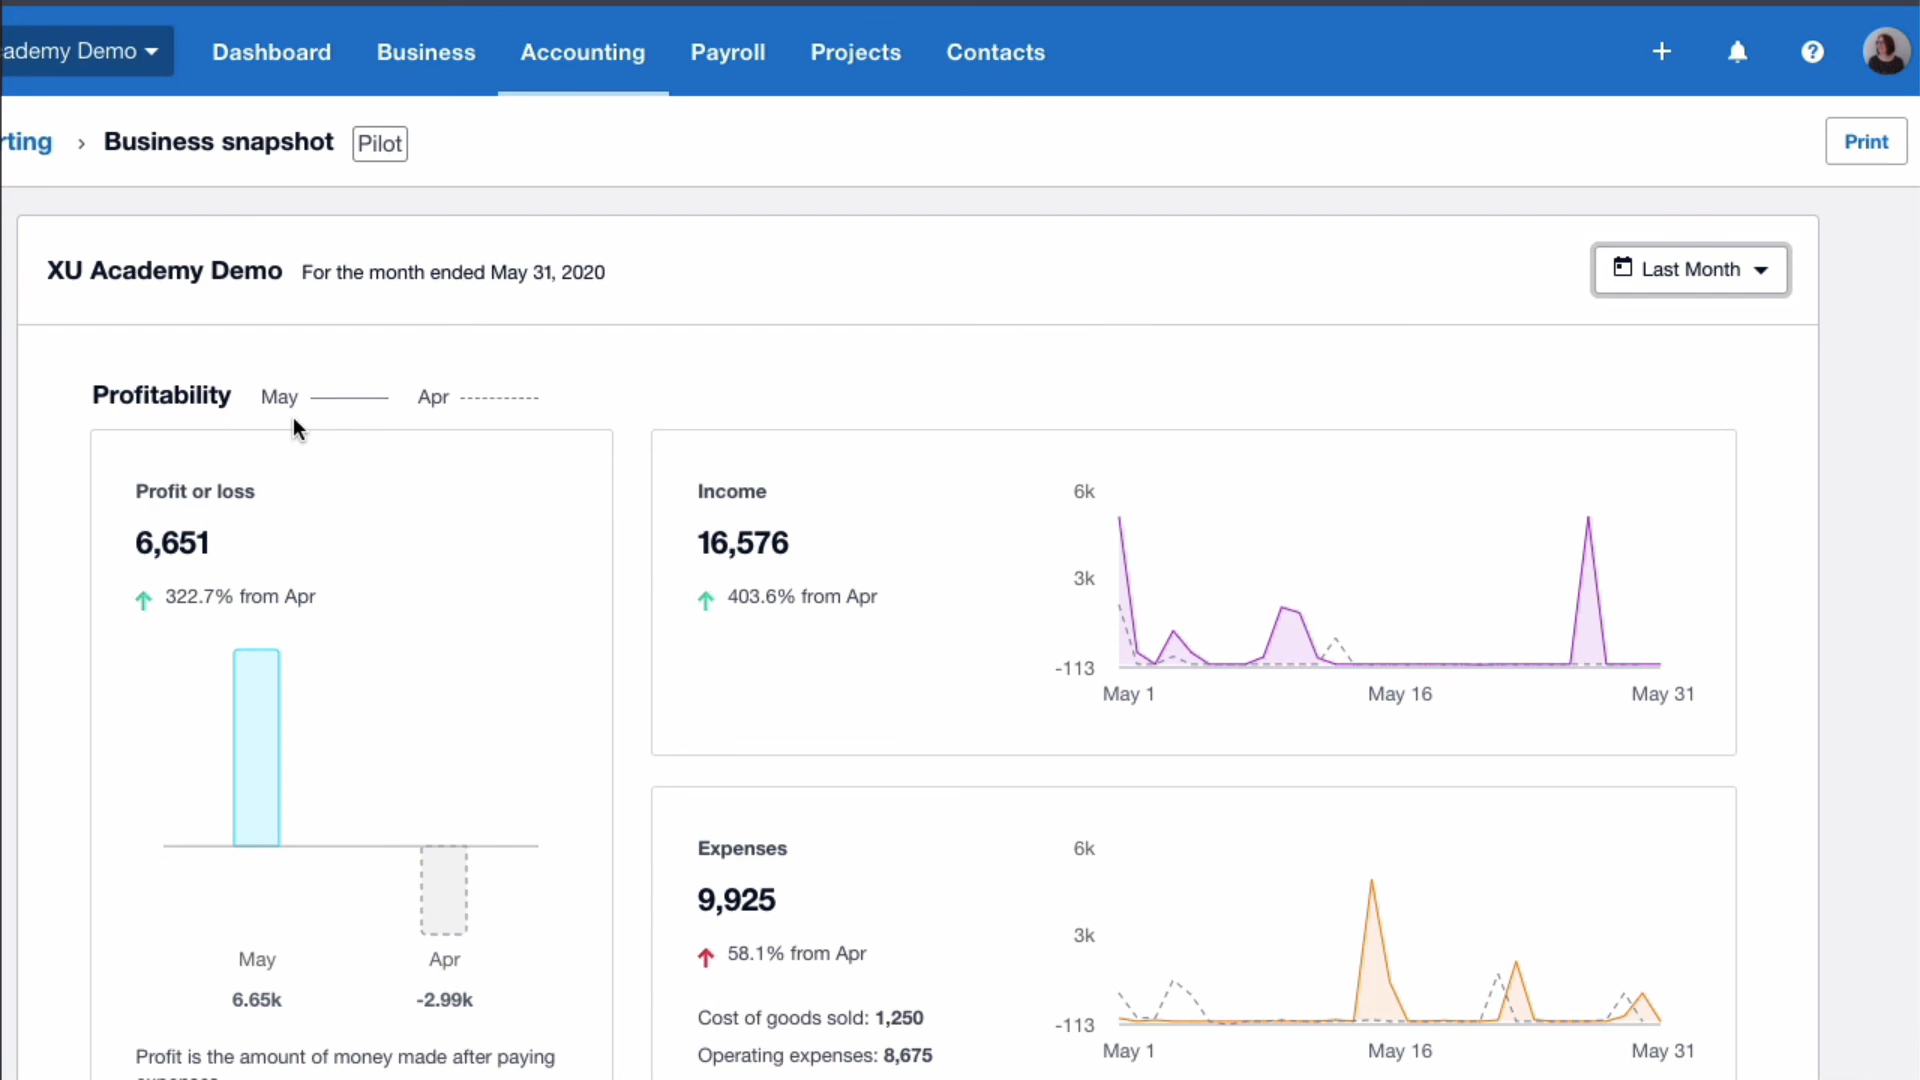 ademy Demo
Dashboard
Business
Accounting
Payroll
Projects
Contacts
rting
Business snapshot
Pilot
Print
XU Academy Demo
For the month ended May 31, 2020
Last Month
Profitability
May
Apr
Profit or loss
6,651
322.7% from Apr
May
Apr
6.65k
-2.99k
Profit is the amount of money made after paying
Income
16,576
403.6% from Apr
6k
3k
-113
May 1
May 16
May 31
Expenses
9,925
58.1% from Apr
Cost of goods sold: 1,250
Operating expenses: 8,675
6k
3k
-113
May 1
May 16
May 31